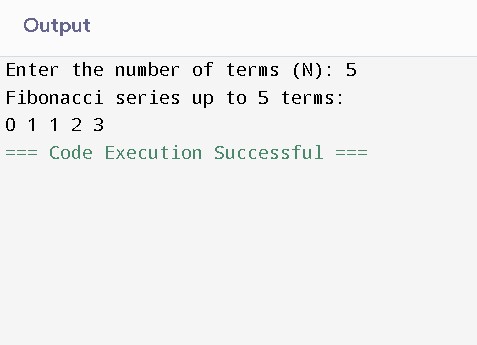 Output
Enter the number of terms (N): 5
Fibonacci series up to 5 terms:
0 1 1 2 3
=== Code Execution Successful ===